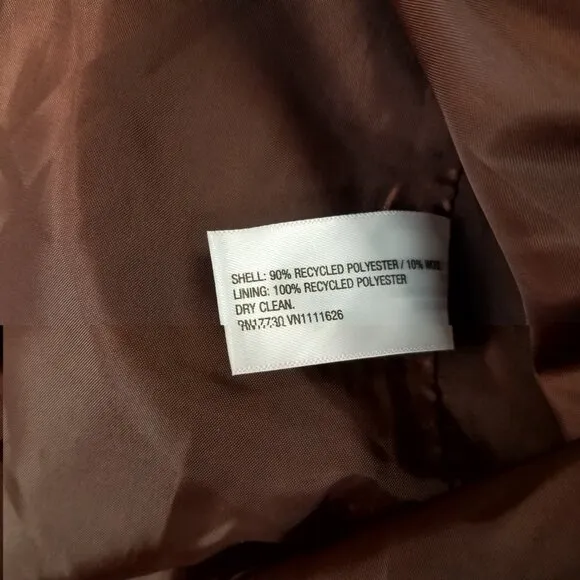 SHELL: 90% RECYCLED POLYESTER / 10%
LINING: 100% RECYCLED POLYESTER
DRY CLEAN.
VN1111626